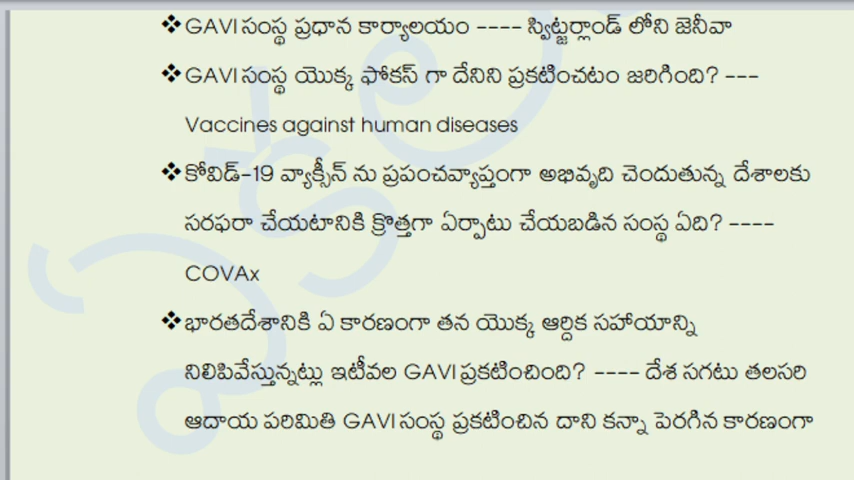 ❖GAVI సంస్థ ప్రధాన కార్యాలయం ---- స్విట్జర్లాండ్ లోని జెనీవా
❖GAVI సంస్థ యొక్క ఫోకస్ గా దేనిని ప్రకటించటం జరిగింది? ---
Vaccines against human diseases
❖కోవిడ్-19 వ్యాక్సీన్ ను ప్రపంచవ్యాప్తంగా అభివృది చెందుతున్న దేశాలకు
సరఫరా చేయటానికి క్రొత్తగా ఏర్పాటు చేయబడిన సంస్థ ఏది? ----
COVAx
❖భారతదేశానికి ఏ కారణంగా తన యొక్క ఆర్దిక సహాయాన్ని
నిలిపివేస్తున్నట్లు ఇటీవల GAVI ప్రకటించింది? ---- దేశ సగటు తలసరి
ఆదాయ పరిమితి GAVI సంస్థ ప్రకటించిన దాని కన్నా పెరగిన కారణంగా